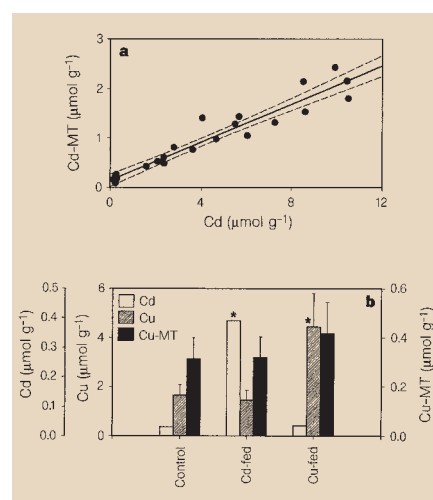 a
3
2
1
0
Cd-MT (μmol g⁻¹)
0 4 8 12
Cd (μmol g⁻¹)
b
0.5
0.4
0.3
0.2
0.1
0.0
Cd (μmol g⁻¹)
6
4
2
0
Cu (μmol g⁻¹)
Cd
Cu
Cu-MT
*
*
0.6
0.4
0.2
0.0
Cu-MT (μmol g⁻¹)
Control
Cd-fed
Cu-fed